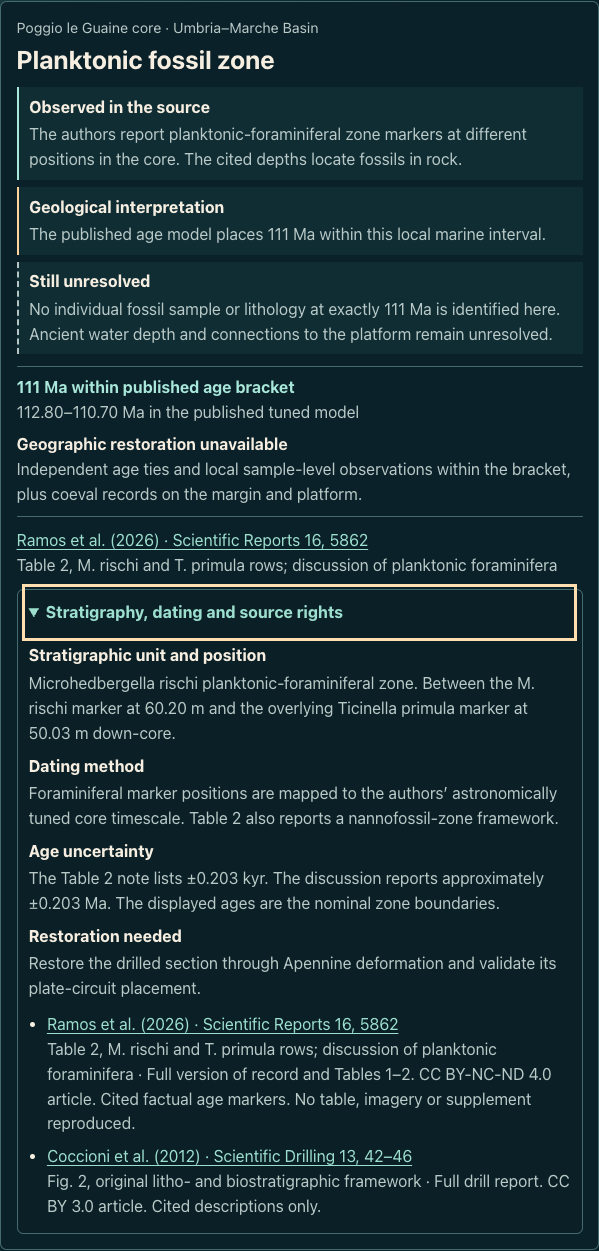 Poggio le Guaine core · Umbria–Marche Basin
Planktonic fossil zone
Observed in the source
The authors report planktonic-foraminiferal zone markers at different
positions in the core. The cited depths locate fossils in rock.
Geological interpretation
The published age model places 111 Ma within this local marine interval.
Still unresolved
No individual fossil sample or lithology at exactly 111 Ma is identified here.
Ancient water depth and connections to the platform remain unresolved.
111 Ma within published age bracket
112.80–110.70 Ma in the published tuned model
Geographic restoration unavailable
Independent age ties and local sample-level observations within the bracket,
plus coeval records on the margin and platform.
Ramos et al. (2026) · Scientific Reports 16, 5862
Table 2, M. rischi and T. primula rows; discussion of planktonic foraminifera
▼ Stratigraphy, dating and source rights
Stratigraphic unit and position
Microhedbergella rischi planktonic-foraminiferal zone. Between the M.
rischi marker at 60.20 m and the overlying Ticinella primula marker at
50.03 m down-core.
Dating method
Foraminiferal marker positions are mapped to the authors’ astronomically
tuned core timescale. Table 2 also reports a nannofossil-zone framework.
Age uncertainty
The Table 2 note lists ±0.203 kyr. The discussion reports approximately
±0.203 Ma. The displayed ages are the nominal zone boundaries.
Restoration needed
Restore the drilled section through Apennine deformation and validate its
plate-circuit placement.
• Ramos et al. (2026) · Scientific Reports 16, 5862
Table 2, M. rischi and T. primula rows; discussion of planktonic
foraminifera · Full version of record and Tables 1–2. CC BY-NC-ND 4.0
article. Cited factual age markers. No table, imagery or supplement
reproduced.
• Coccioni et al. (2012) · Scientific Drilling 13, 42–46
Fig. 2, original litho- and biostratigraphic framework · Full drill report. CC
BY 3.0 article. Cited descriptions only.